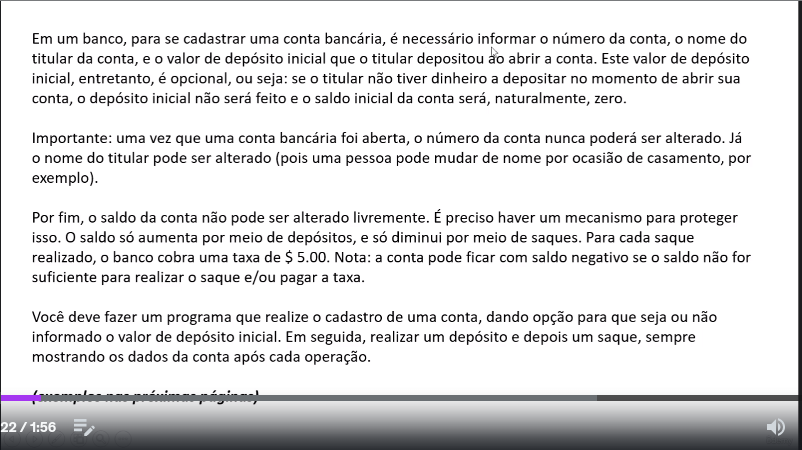 Em um banco, para se cadastrar uma conta bancária, é necessário informar o número da conta, o nome do
titular da conta, e o valor de depósito inicial que o titular depositou ao abrir a conta. Este valor de depósito
inicial, entretanto, é opcional, ou seja: se o titular não tiver dinheiro a depositar no momento de abrir sua
conta, o depósito inicial não será feito e o saldo inicial da conta será, naturalmente, zero.
Importante: uma vez que uma conta bancária foi aberta, o número da conta nunca poderá ser alterado. Já
o nome do titular pode ser alterado (pois uma pessoa pode mudar de nome por ocasião de casamento, por
exemplo).
Por fim, o saldo da conta não pode ser alterado livremente. É preciso haver um mecanismo para proteger
isso. O saldo só aumenta por meio de depósitos, e só diminui por meio de saques. Para cada saque
realizado, o banco cobra uma taxa de $ 5.00. Nota: a conta pode ficar com saldo negativo se o saldo não for
suficiente para realizar o saque e/ou pagar a taxa.
Você deve fazer um programa que realize o cadastro de uma conta, dando opção para que seja ou não
informado o valor de depósito inicial. Em seguida, realizar um depósito e depois um saque, sempre
mostrando os dados da conta após cada operação.
(exemplos nas próximas páginas)
22 / 1:56